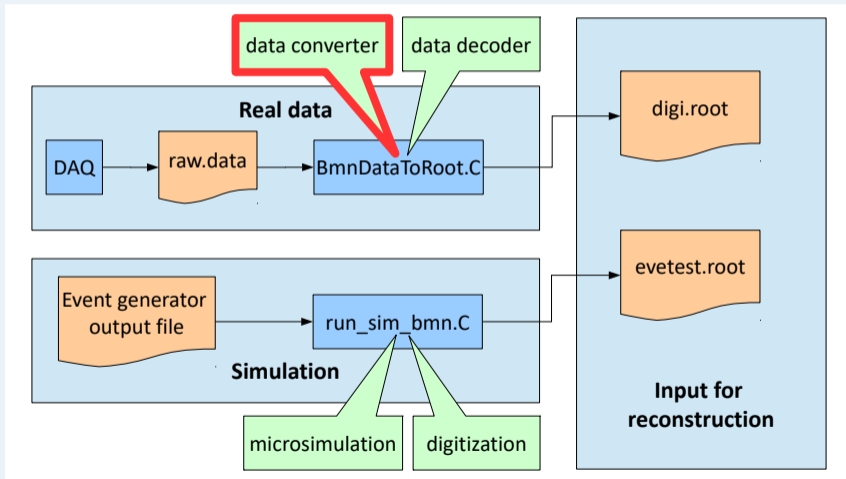 data converter
data decoder
Real data
DAQ
raw.data
BmnDataToRoot.C
digi.root
evetest.root
Event generator
output file
run_sim_bmn.C
Simulation
microsimulation
digitization
Input for
reconstruction